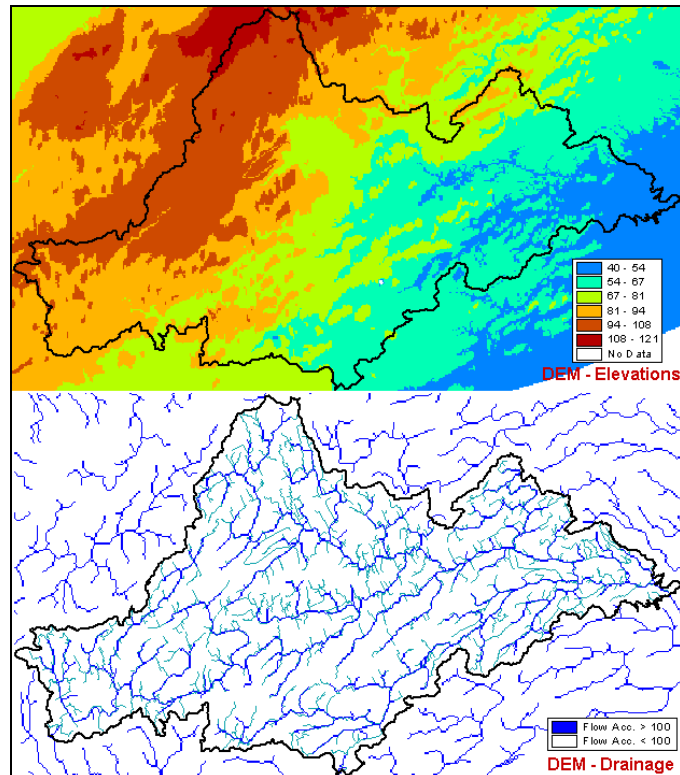 40 - 54
54 - 67
67 - 81
81 - 94
94 - 108
108 - 121
No Data
DEM - Elevations
Flow Acc. > 100
Flow Acc. < 100
DEM - Drainage